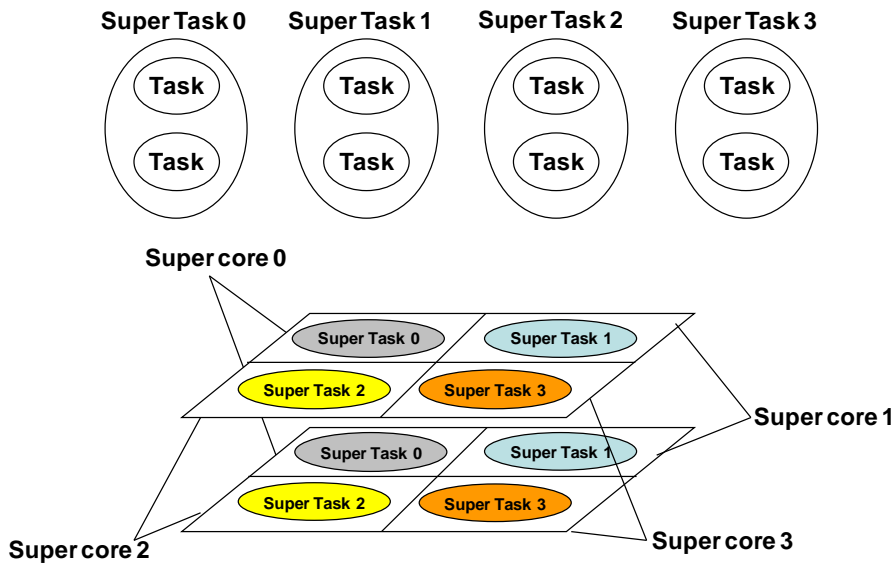 Super Task 0 Super Task 1 Super Task 2 Super Task 3
Task Task Task Task
Task Task Task Task
Super core 0
Super Task 0 Super Task 1
Super Task 2 Super Task 3
Super core 1
Super Task 0 Super Task 1
Super Task 2 Super Task 3
Super core 2 Super core 3